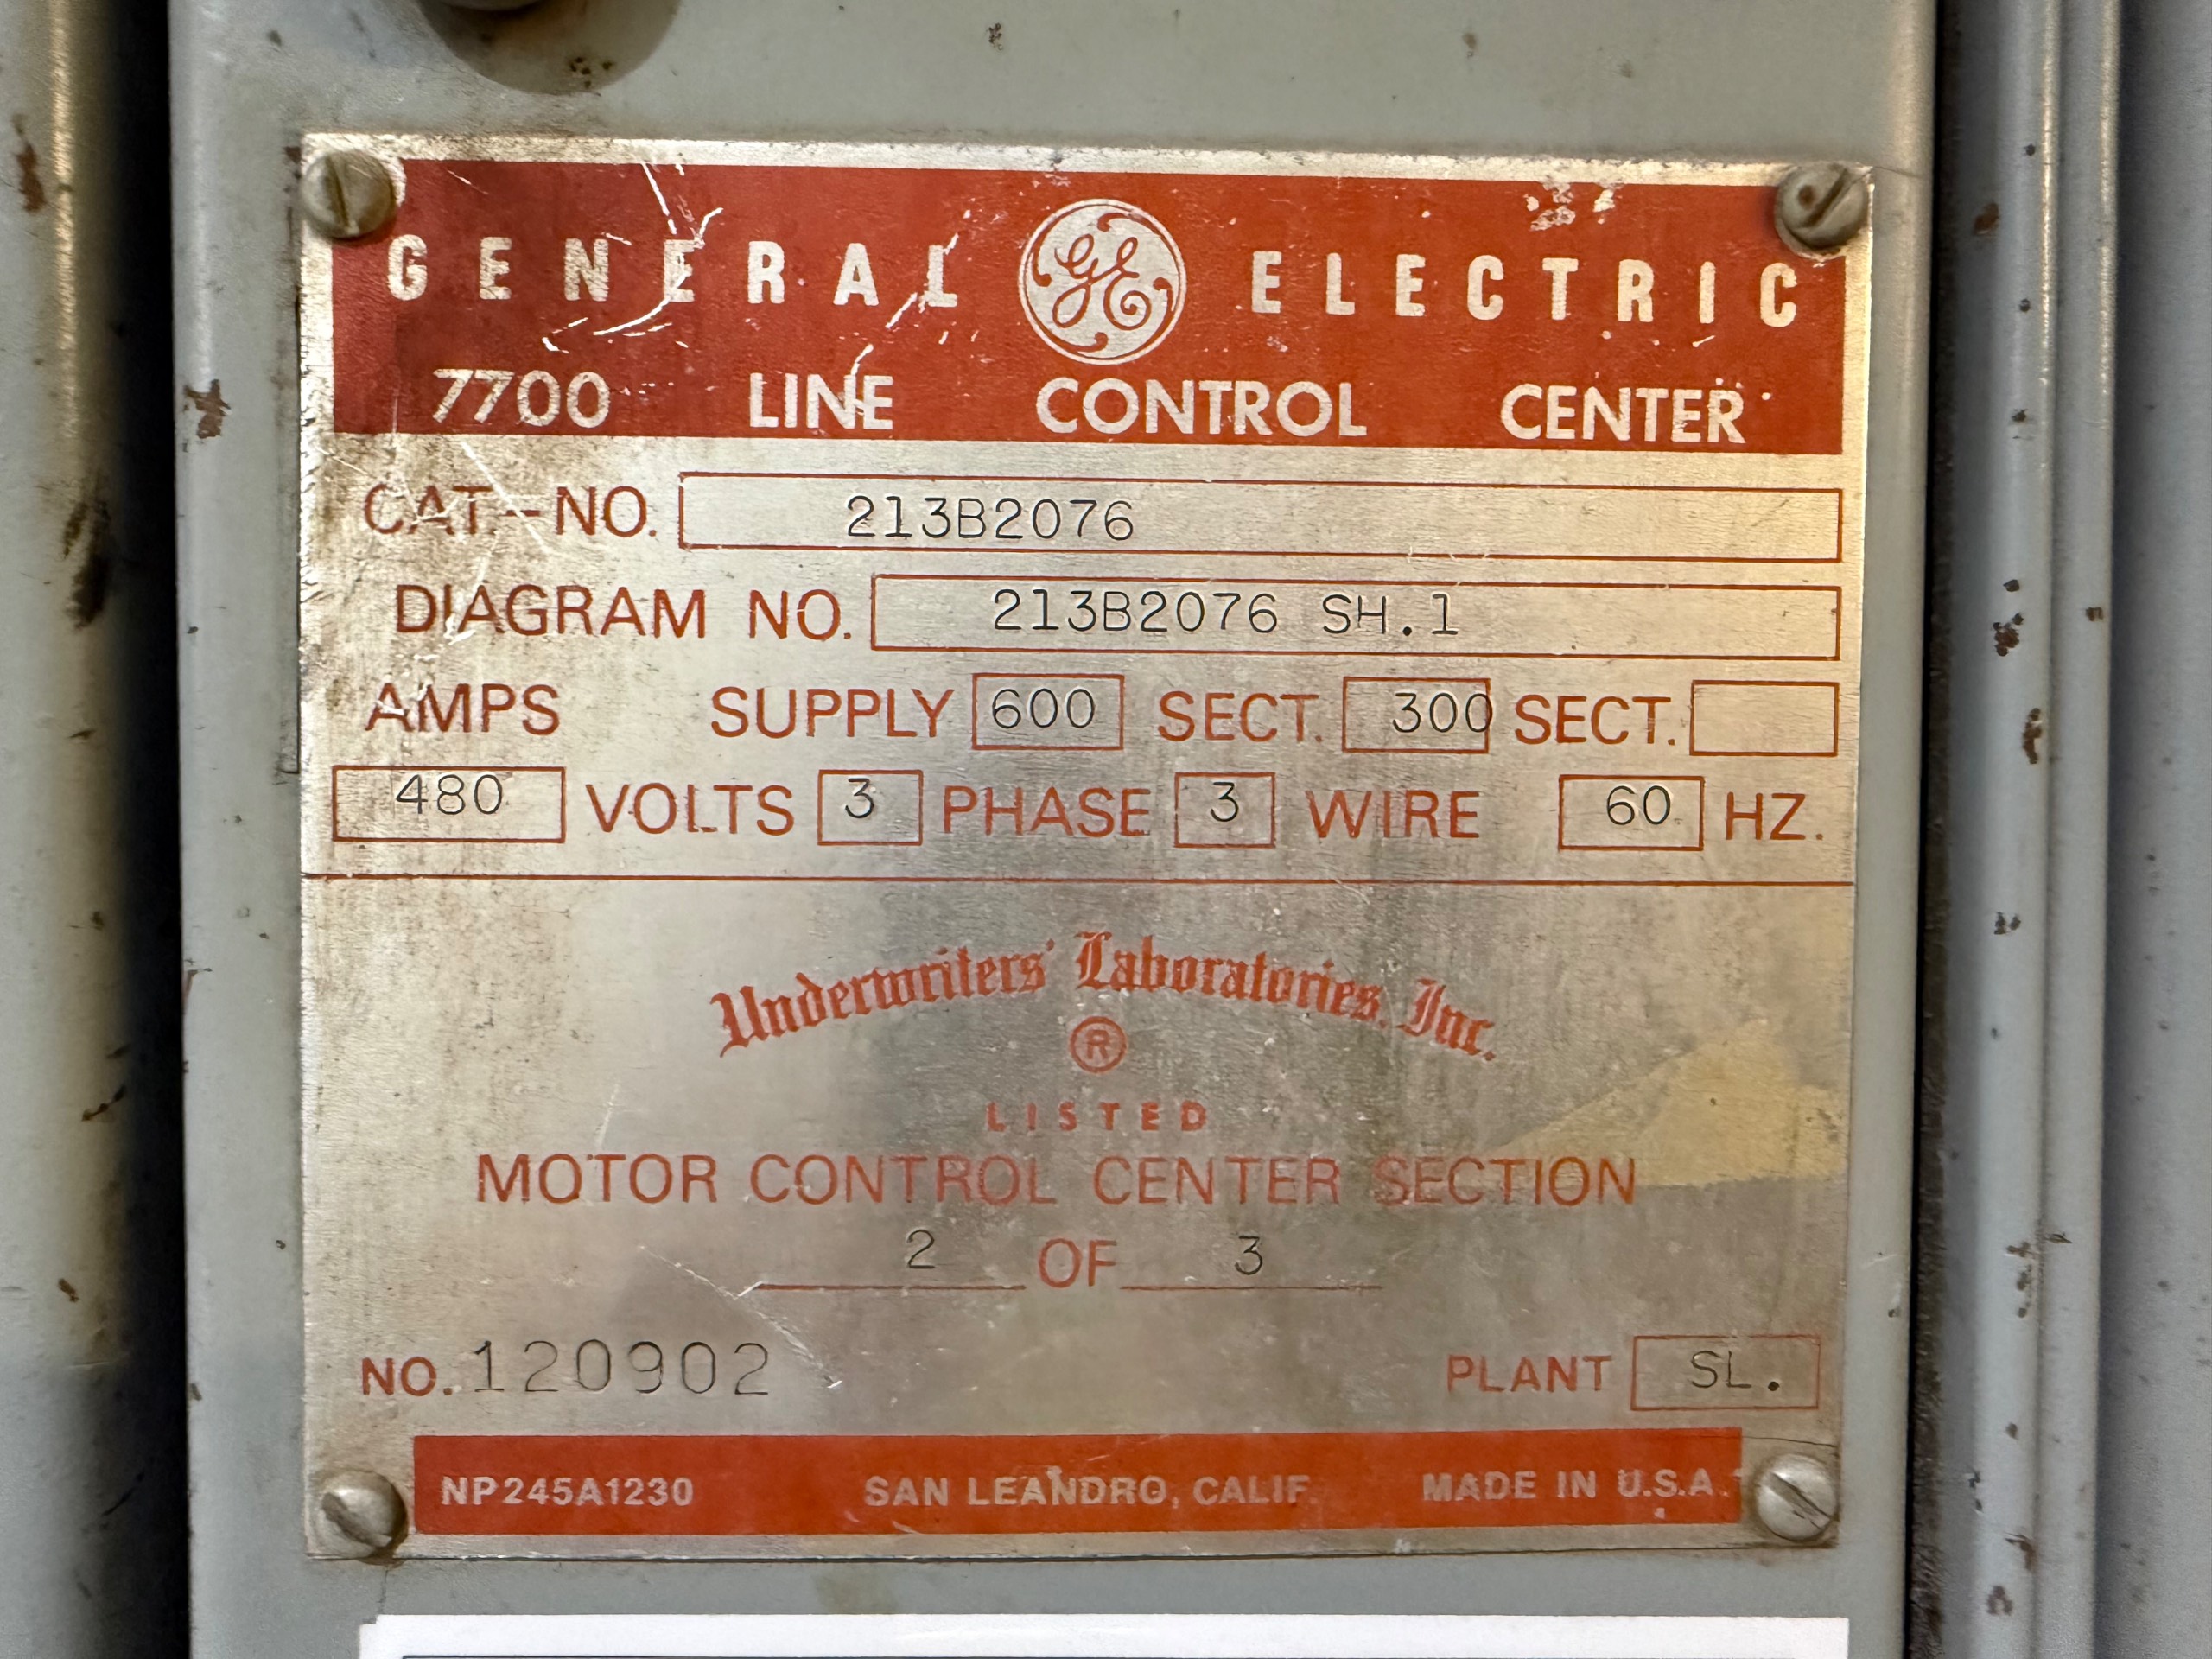 GENERAL GE ELECTRIC
7700 LINE CONTROL CENTER
CAT.-NO. 213B2076
DIAGRAM NO. 213B2076 SH.1
AMPS SUPPLY 600 SECT. 300 SECT.
480 VOLTS 3 PHASE 3 WIRE 60 HZ.
Underwriters' Laboratories, Inc.
®
LISTED
MOTOR CONTROL CENTER SECTION
2 OF 3
NO. 120902 PLANT SL.
NP245A1230 SAN LEANDRO, CALIF. MADE IN U.S.A.